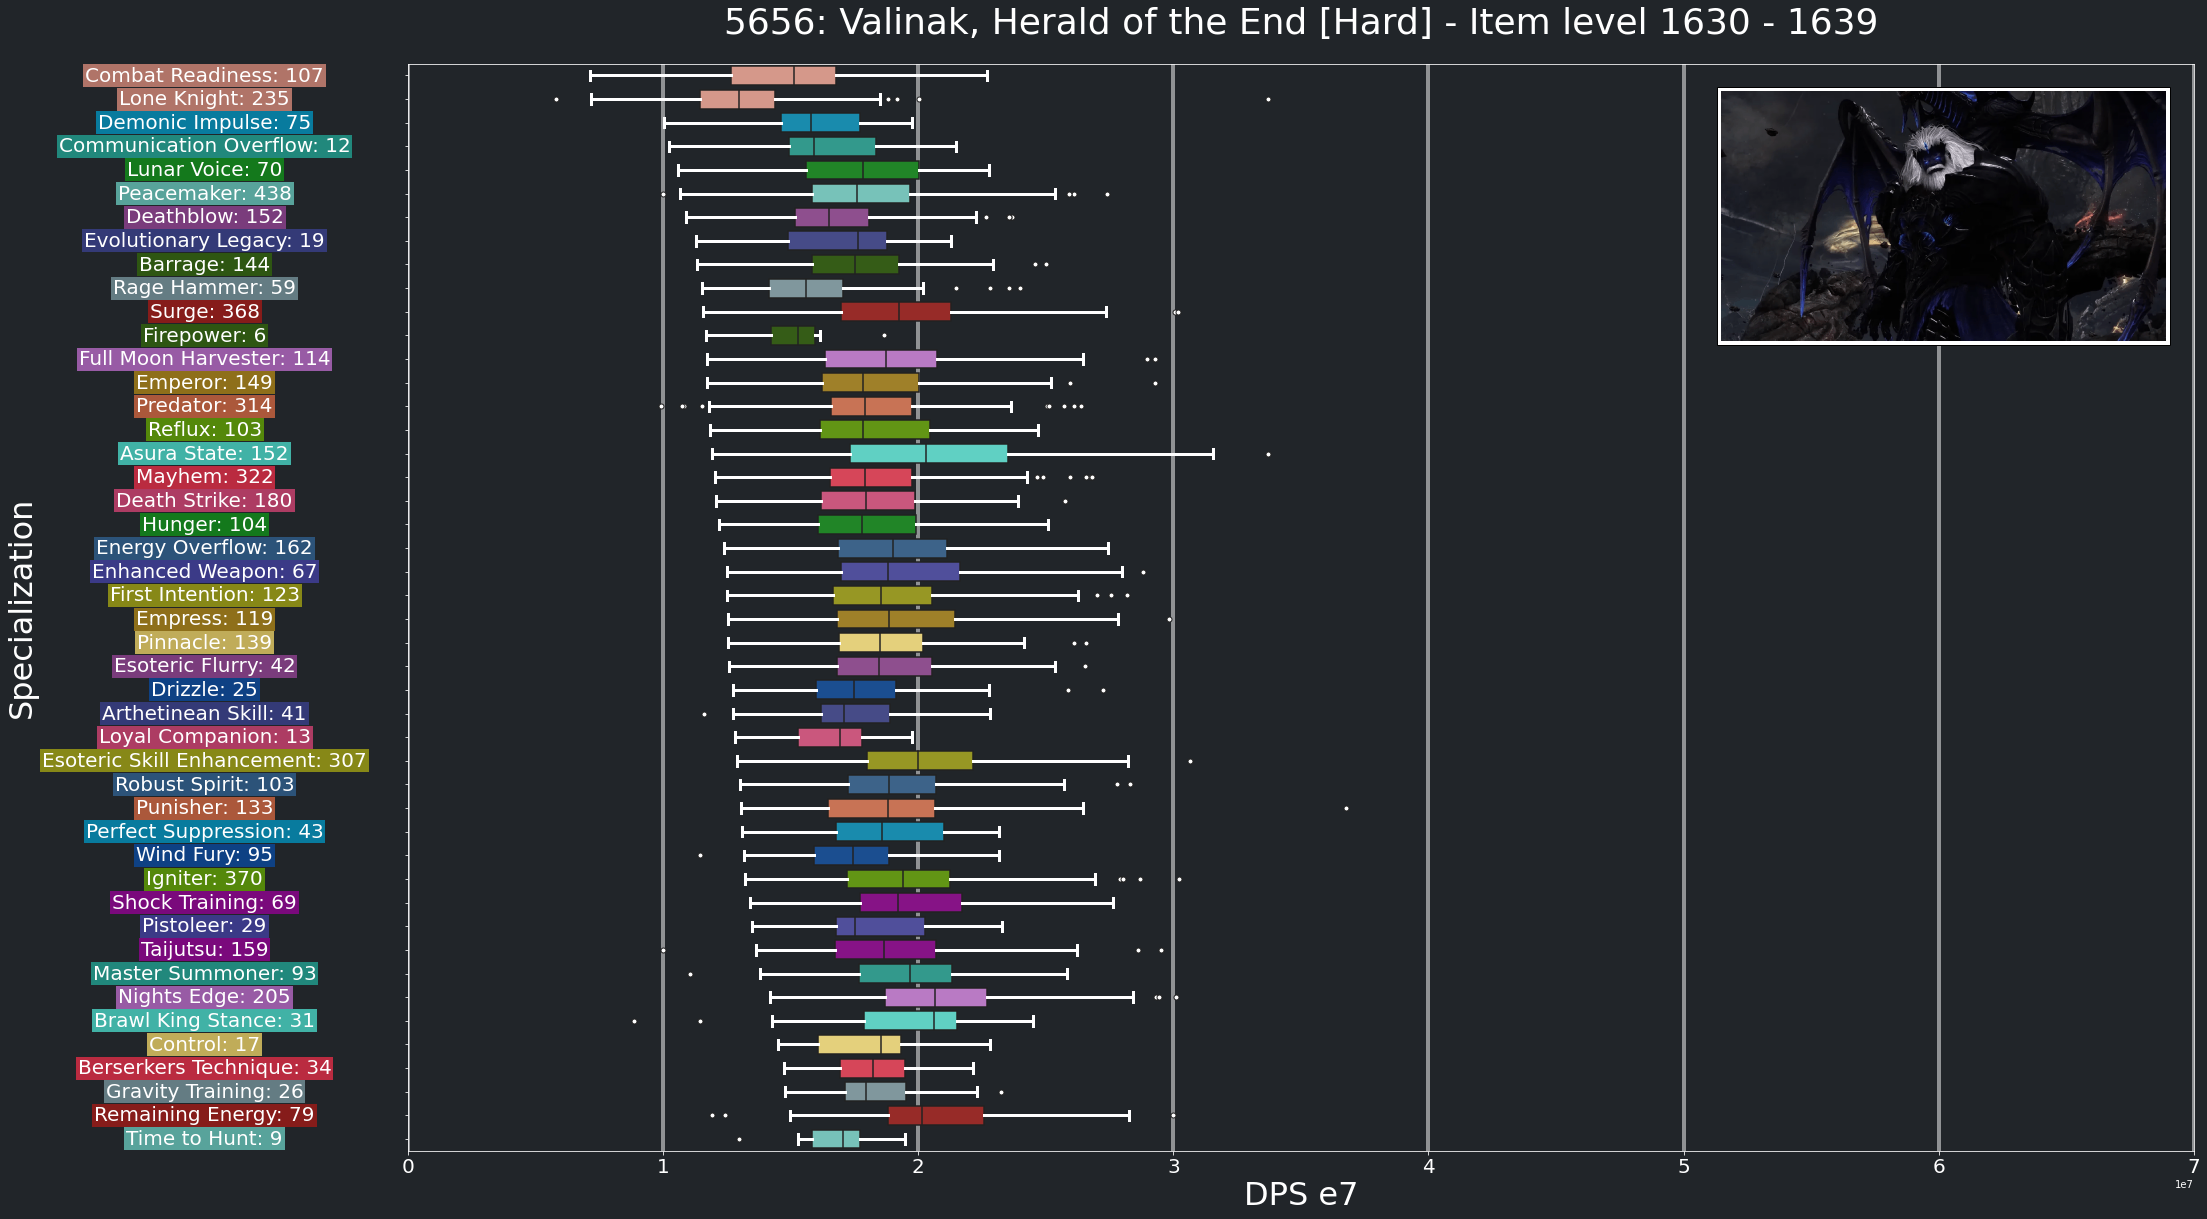 5656: Valinak, Herald of the End [Hard] - Item level 1630 - 1639
Combat Readiness: 107
Lone Knight: 235
Demonic Impulse: 75
Communication Overflow: 12
Lunar Voice: 70
Peacemaker: 438
Deathblow: 152
Evolutionary Legacy: 19
Barrage: 144
Rage Hammer: 59
Surge: 368
Firepower: 6
Full Moon Harvester: 114
Emperor: 149
Predator: 314
Reflux: 103
Asura State: 152
Mayhem: 322
Death Strike: 180
Hunger: 104
Energy Overflow: 162
Enhanced Weapon: 67
First Intention: 123
Empress: 119
Pinnacle: 139
Esoteric Flurry: 42
Drizzle: 25
Arthetinean Skill: 41
Loyal Companion: 13
Esoteric Skill Enhancement: 307
Robust Spirit: 103
Punisher: 133
Perfect Suppression: 43
Wind Fury: 95
Igniter: 370
Shock Training: 69
Pistoleer: 29
Taijutsu: 159
Master Summoner: 93
Nights Edge: 205
Brawl King Stance: 31
Control: 17
Berserkers Technique: 34
Gravity Training: 26
Remaining Energy: 79
Time to Hunt: 9
Specialization
0 1 2 3 4 5 6 7
1e7
DPS e7